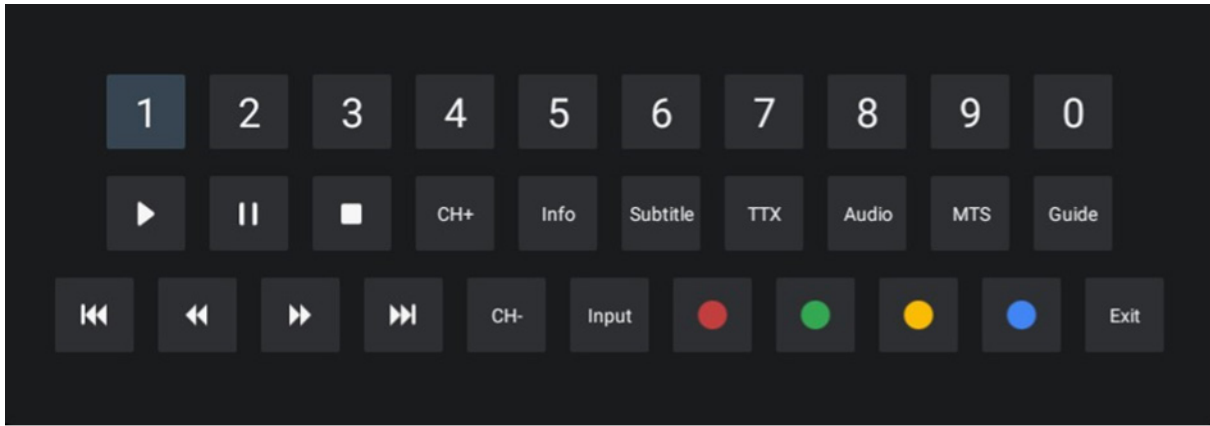 1 2 3 4 5 6 7 8 9 0
CH+ Info Subtitle TTX Audio MTS Guide
CH- Input Exit